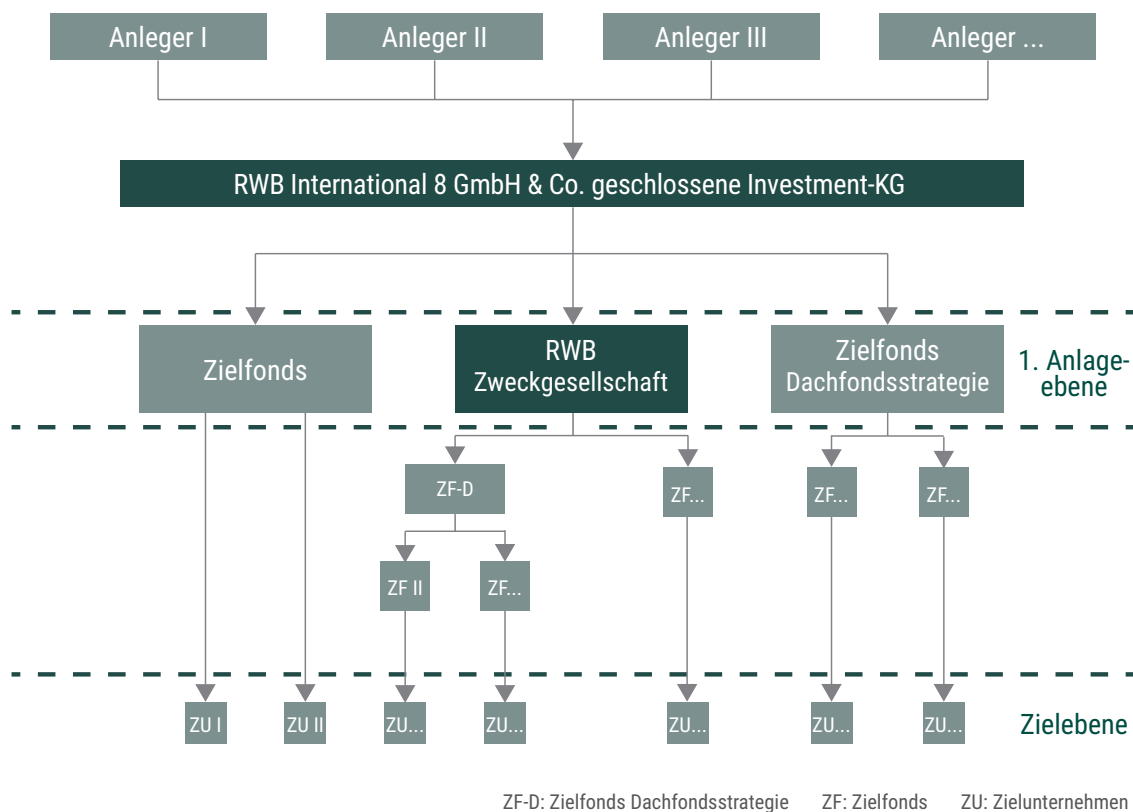 Anleger I
Anleger II
Anleger III
Anleger ...
RWB International 8 GmbH & Co. geschlossene Investment-KG
Zielfonds
RWB
Zweckgesellschaft
Zielfonds
Dachfondsstrategie
1. Anlage-
ebene
ZF-D
ZF...
ZF...
ZF...
ZF II
ZF...
ZU I
ZU II
ZU...
ZU...
ZU...
ZU...
ZU...
Zielebene
ZF-D: Zielfonds Dachfondsstrategie ZF: Zielfonds ZU: Zielunternehmen